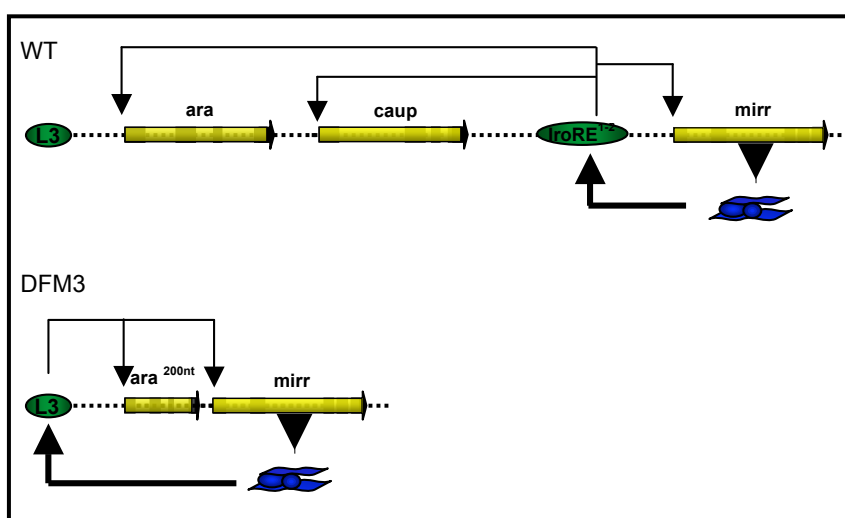 WT
ara caup mirr
L3 IroRE1-2
DFM3
ara 200nt mirr
L3